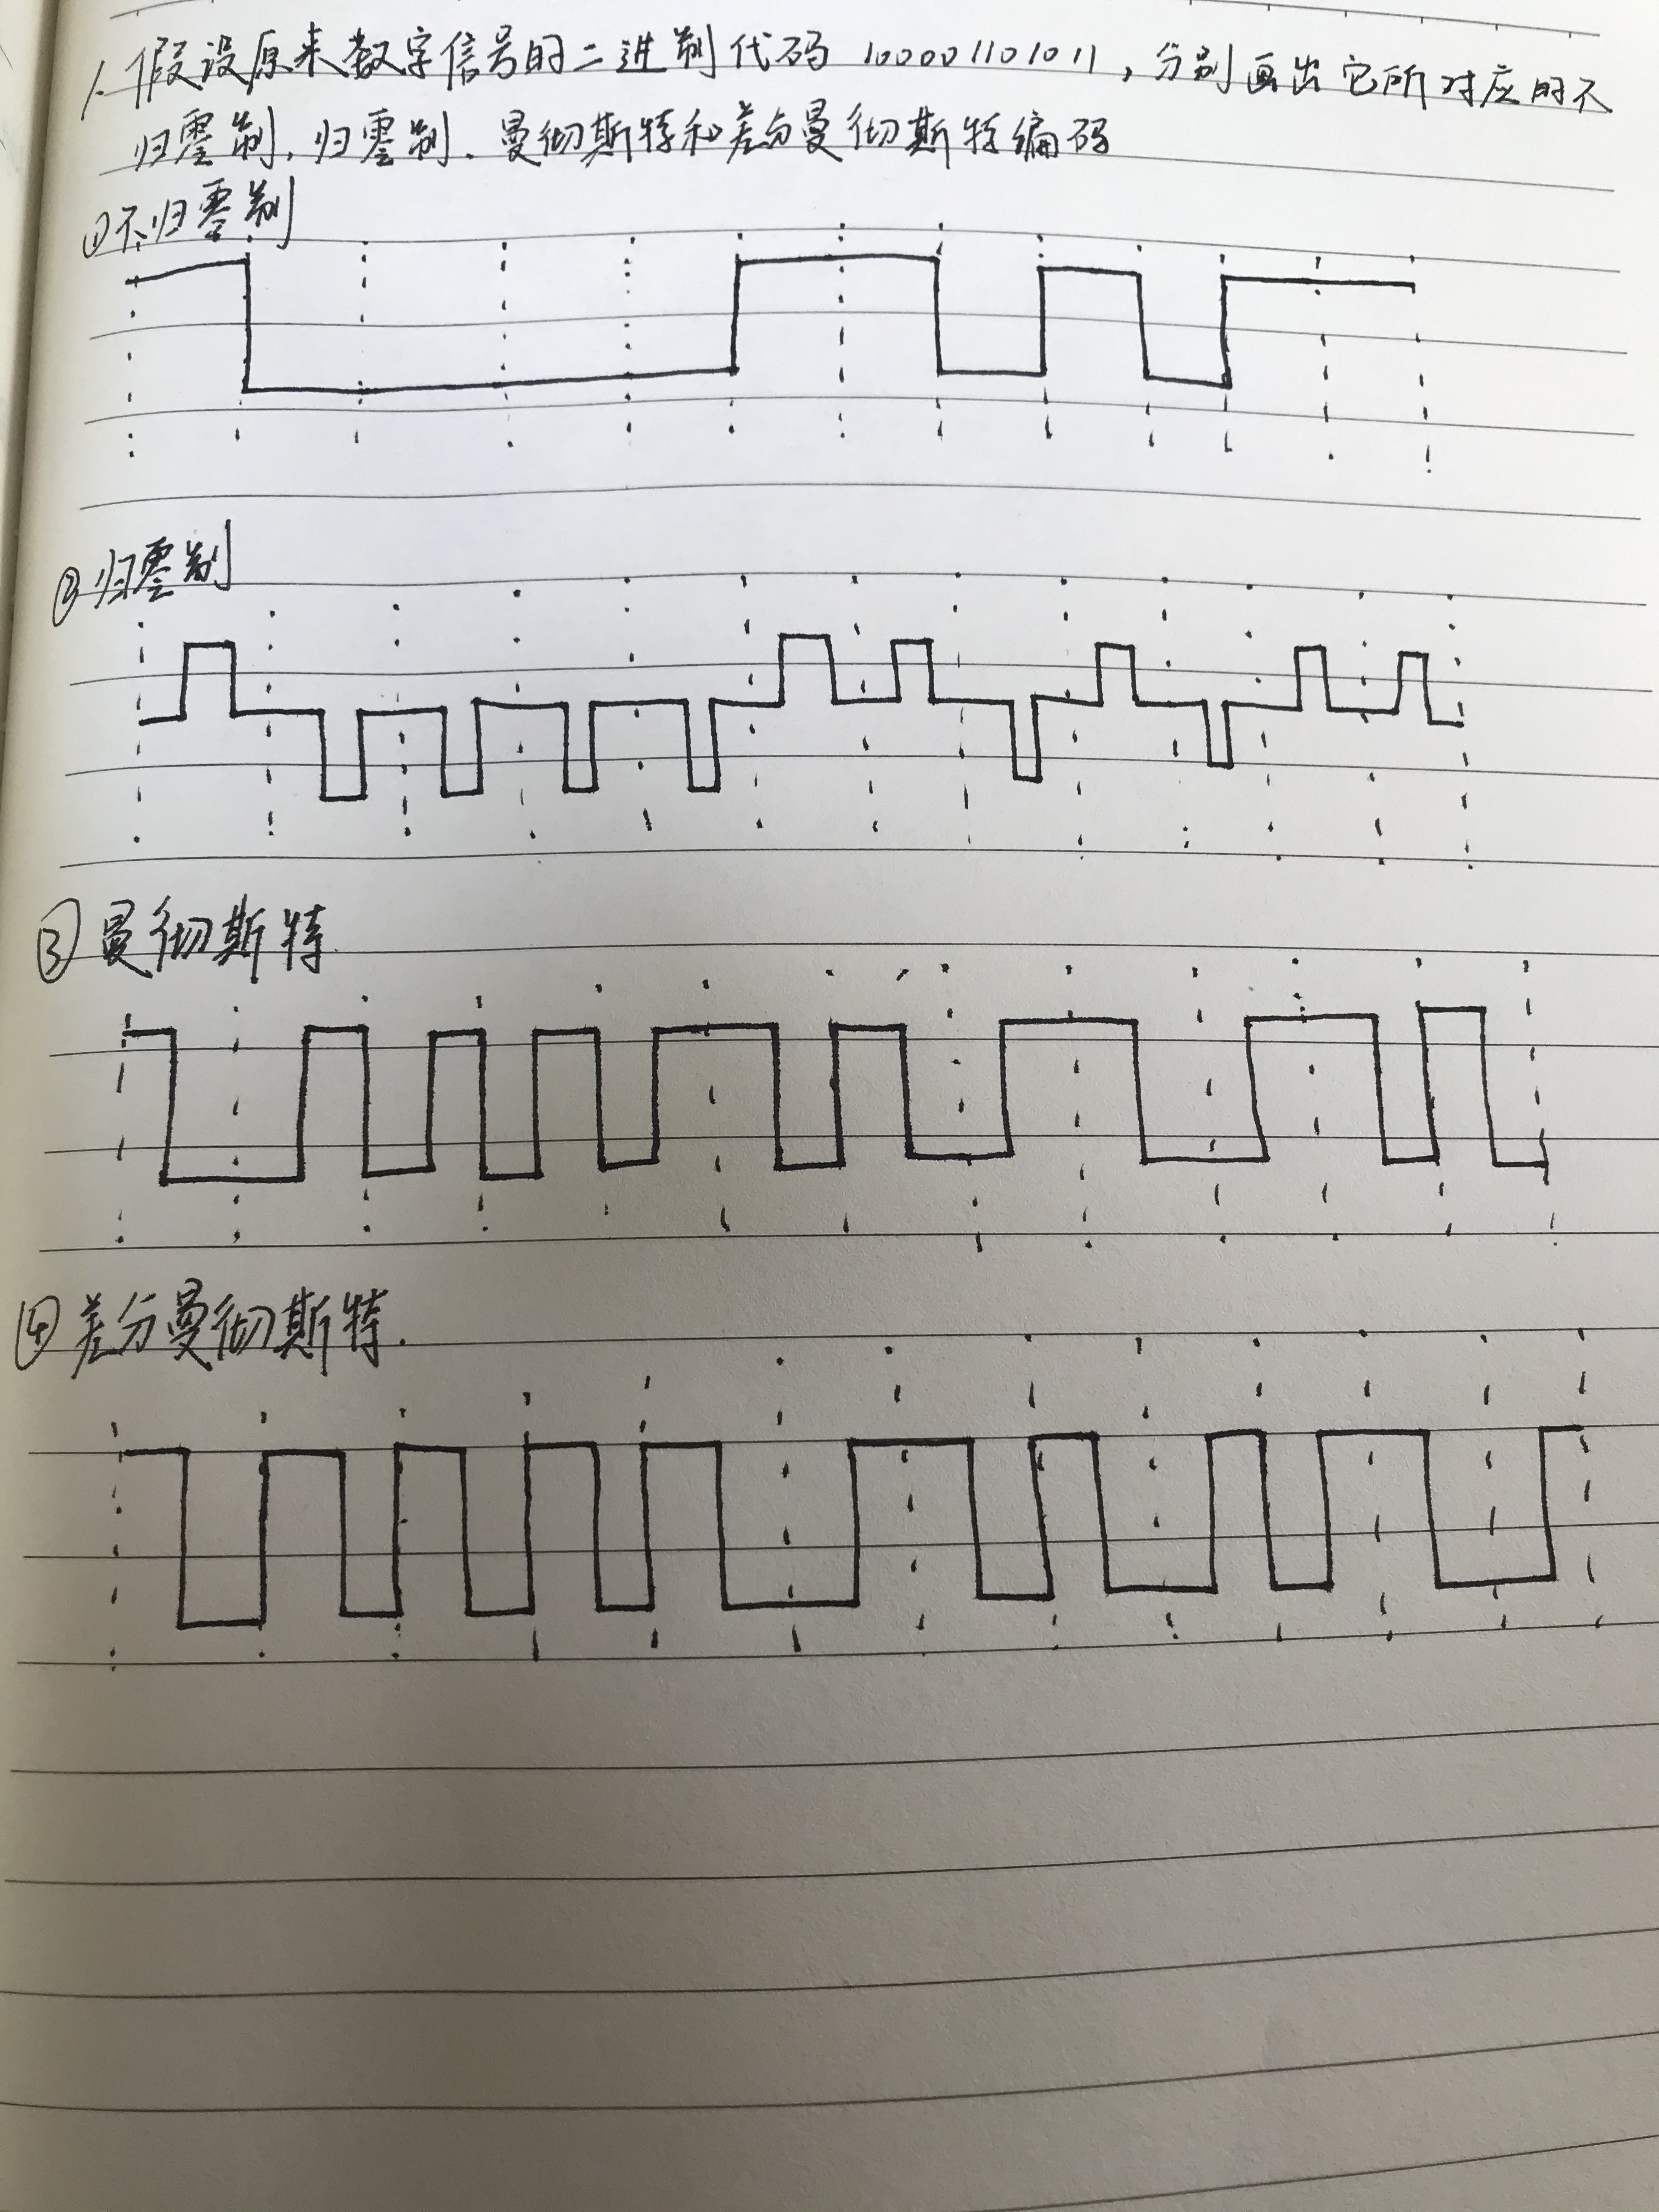 1. 假设原来数字信号的二进制代码 100001101011，分别画出它所对应的不
归零制、归零制、曼彻斯特和差分曼彻斯特编码
①不归零制
②归零制
③曼彻斯特
④差分曼彻斯特.